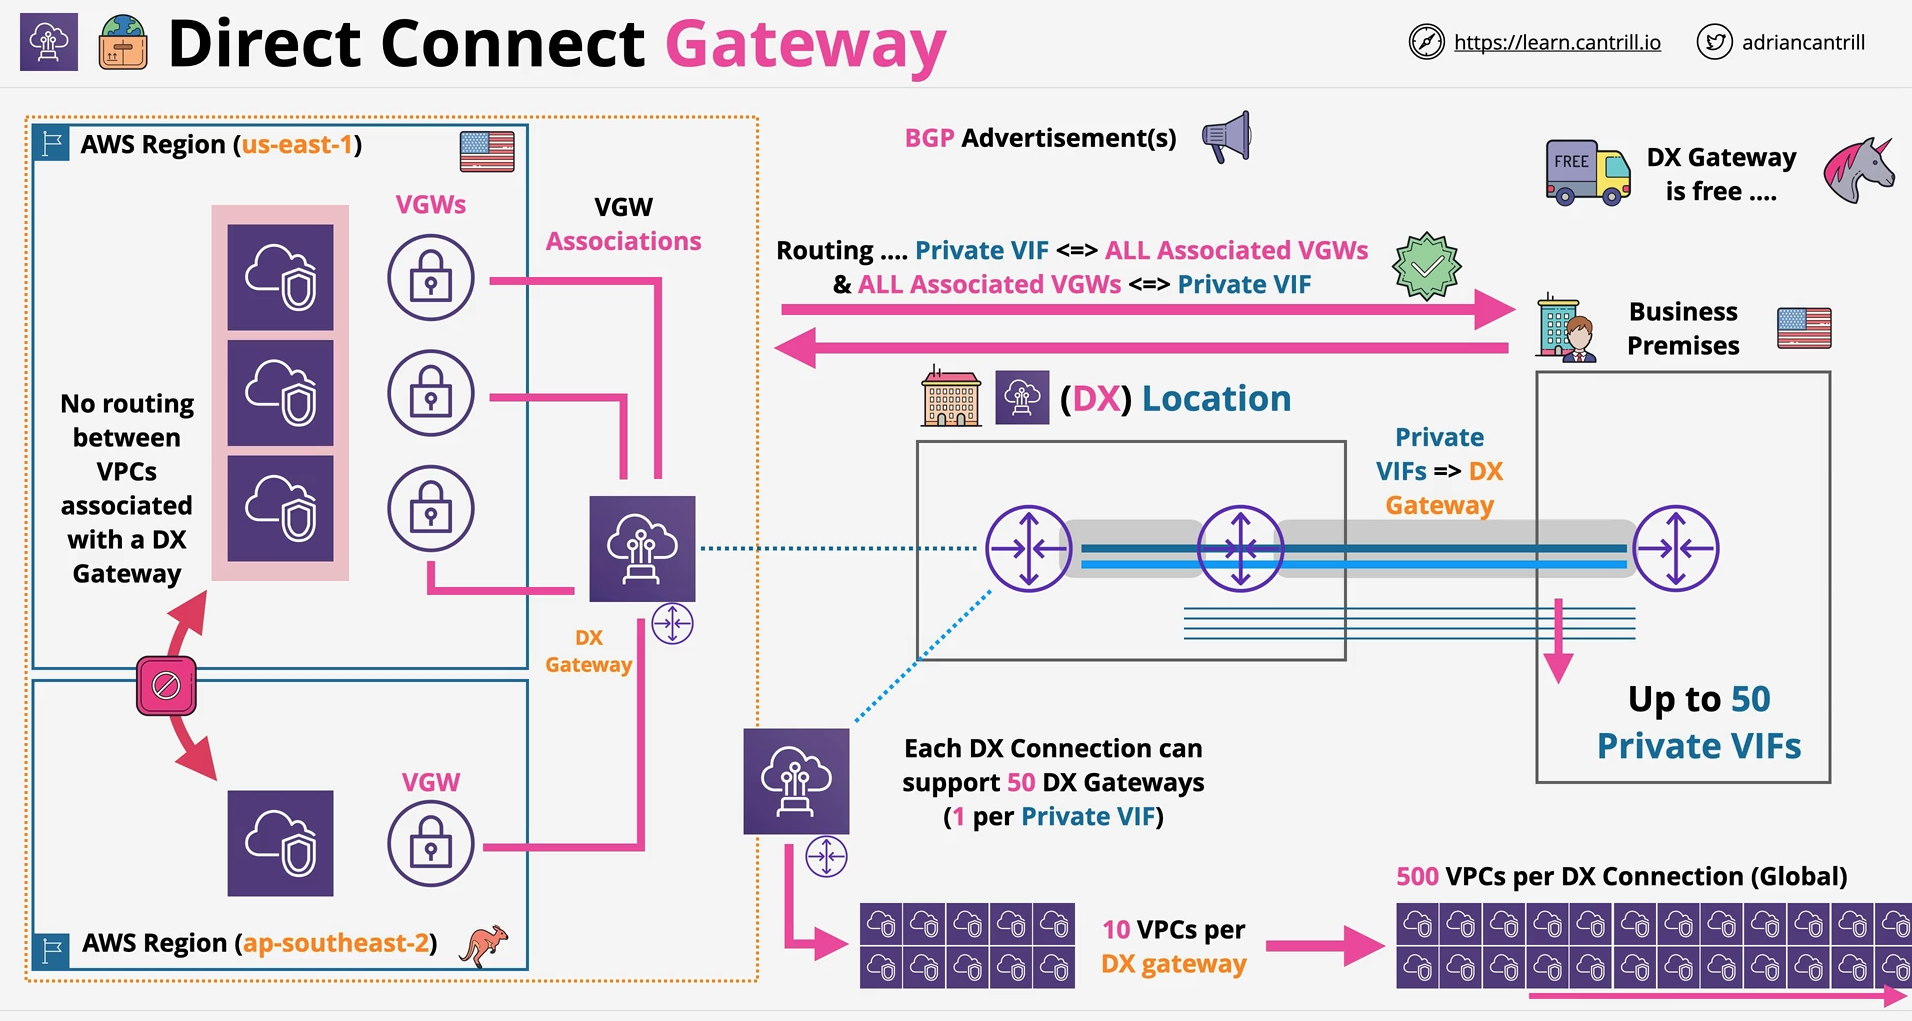 Direct Connect Gateway
https://learn.cantrill.io
adriancantrill
AWS Region (us-east-1)
VGWs
VGW
Associations
No routing
between
VPCs
associated
with a DX
Gateway
DX
Gateway
VGW
AWS Region (ap-southeast-2)
BGP Advertisement(s)
FREE
DX Gateway
is free ....
Routing .... Private VIF <=> ALL Associated VGWs
& ALL Associated VGWs <=> Private VIF
Business
Premises
(DX) Location
Private
VIFs => DX
Gateway
Up to 50
Private VIFs
Each DX Connection can
support 50 DX Gateways
(1 per Private VIF)
10 VPCs per
DX gateway
500 VPCs per DX Connection (Global)